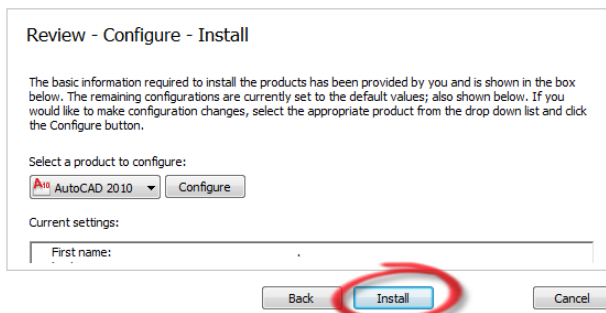 Review - Configure - Install
The basic information required to install the products has been provided by you and is shown in the box
below. The remaining configurations are currently set to the default values; also shown below. If you
would like to make configuration changes, select the appropriate product from the drop down list and click
the Configure button.
Select a product to configure:
A10 AutoCAD 2010 Configure
Current settings:
First name: .
Back Install Cancel